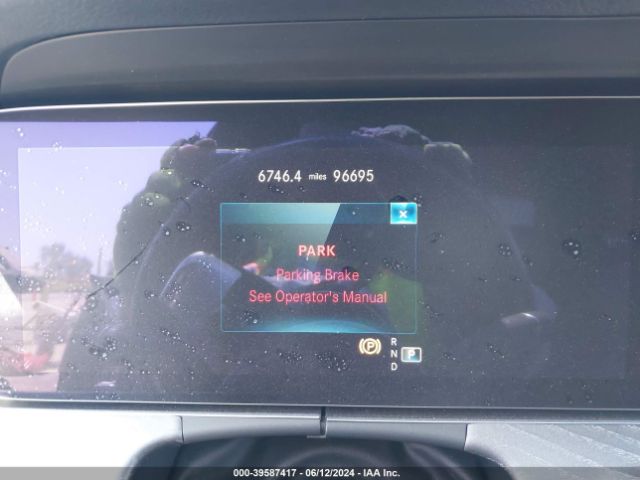 6746.4 miles 96695
x
PARK
Parking Brake
See Operator's Manual
P
R
N P
D
000-39587417 - 06/12/2024 - IAA Inc.